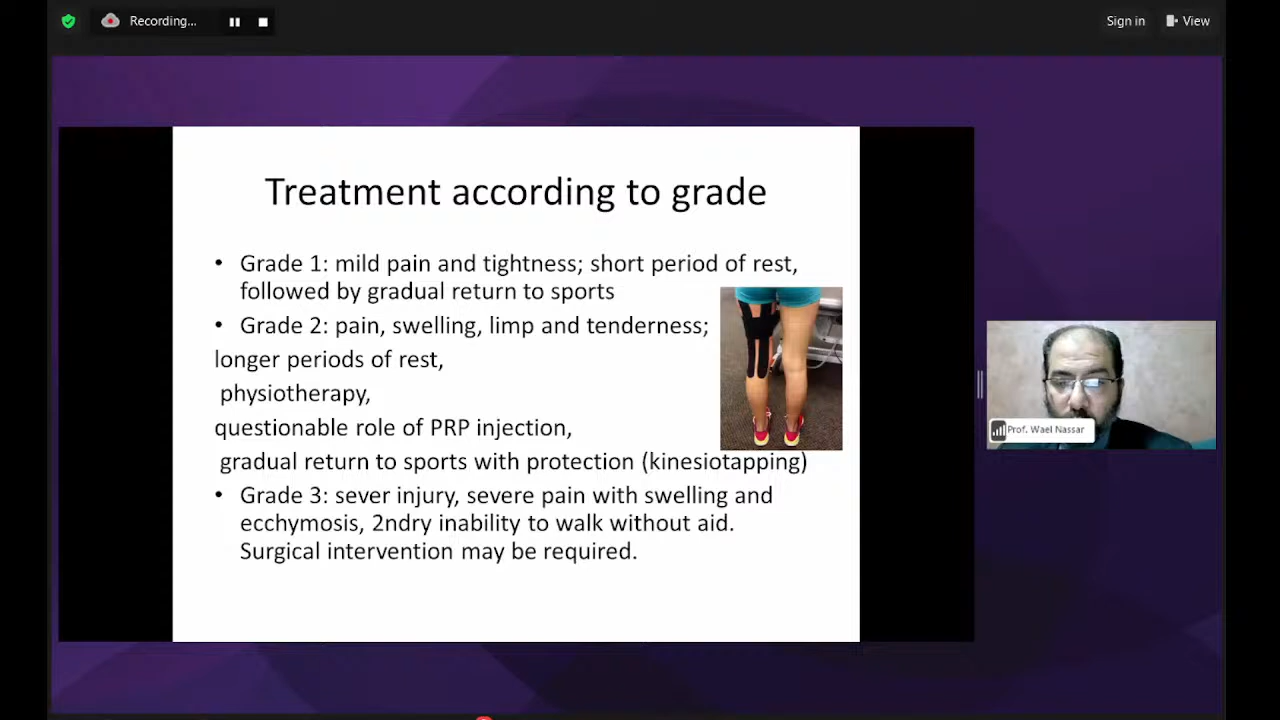 Recording...
Sign in
View
Treatment according to grade
• Grade 1: mild pain and tightness; short period of rest,
followed by gradual return to sports
• Grade 2: pain, swelling, limp and tenderness;
longer periods of rest,
physiotherapy,
questionable role of PRP injection,
gradual return to sports with protection (kinesiotapping)
• Grade 3: sever injury, severe pain with swelling and
ecchymosis, 2ndry inability to walk without aid.
Surgical intervention may be required.
Prof. Wael Nassar